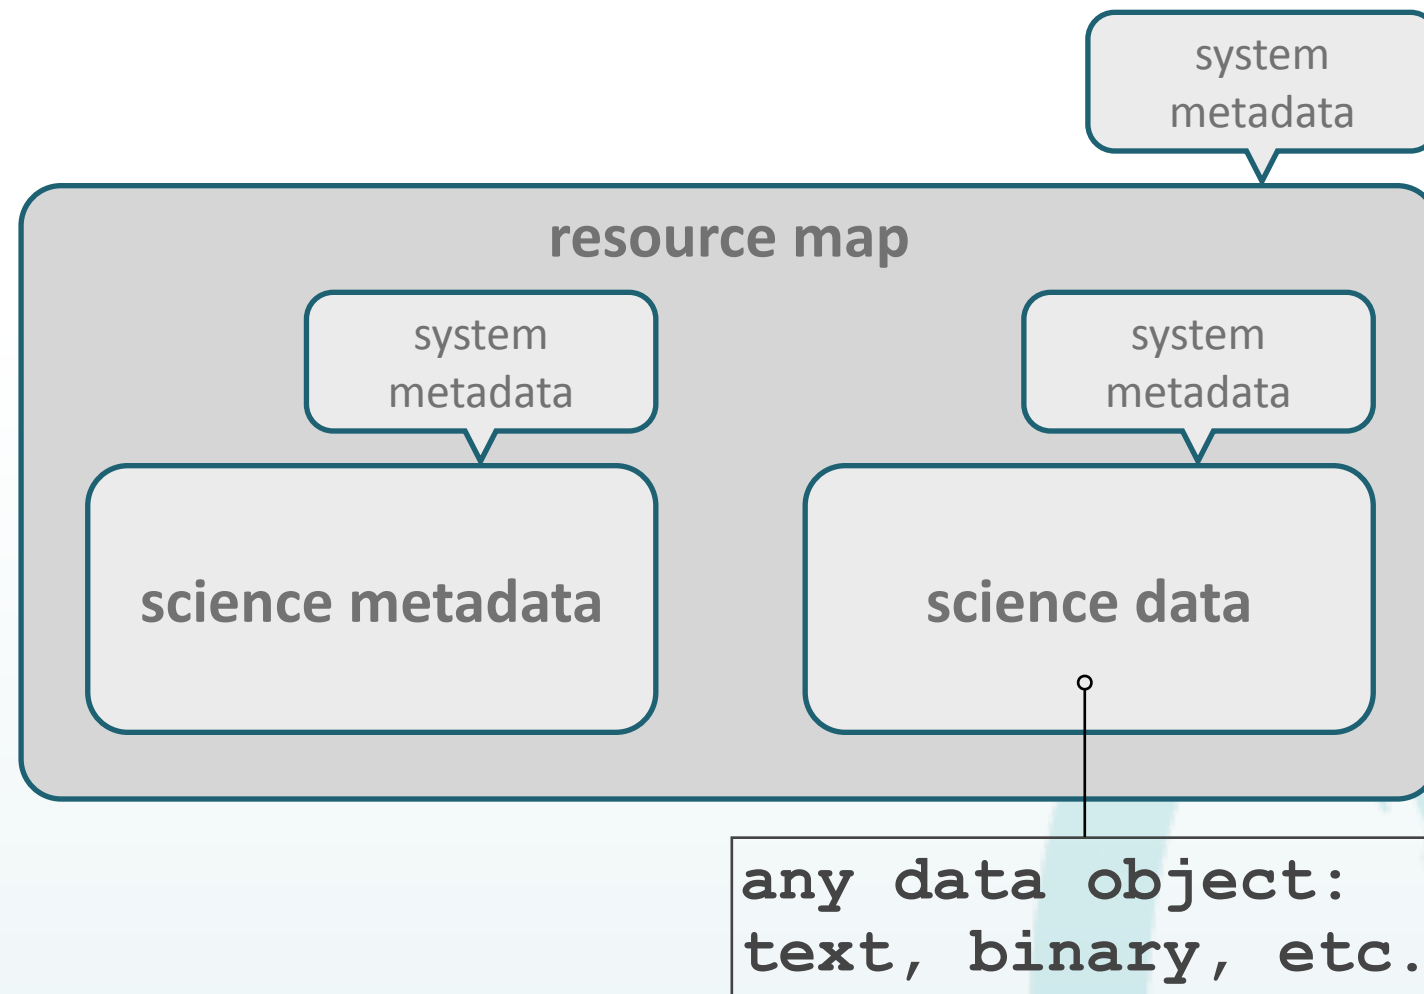 system
metadata
resource map
system
metadata
system
metadata
science metadata
science data
any data object:
text, binary, etc.